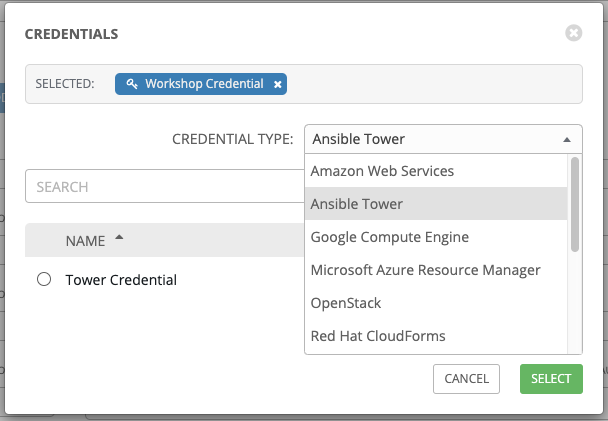 CREDENTIALS
SELECTED: Workshop Credential
CREDENTIAL TYPE: Ansible Tower
Amazon Web Services
SEARCH
Ansible Tower
Google Compute Engine
NAME
Microsoft Azure Resource Manager
Tower Credential
OpenStack
Red Hat CloudForms
CANCEL SELECT